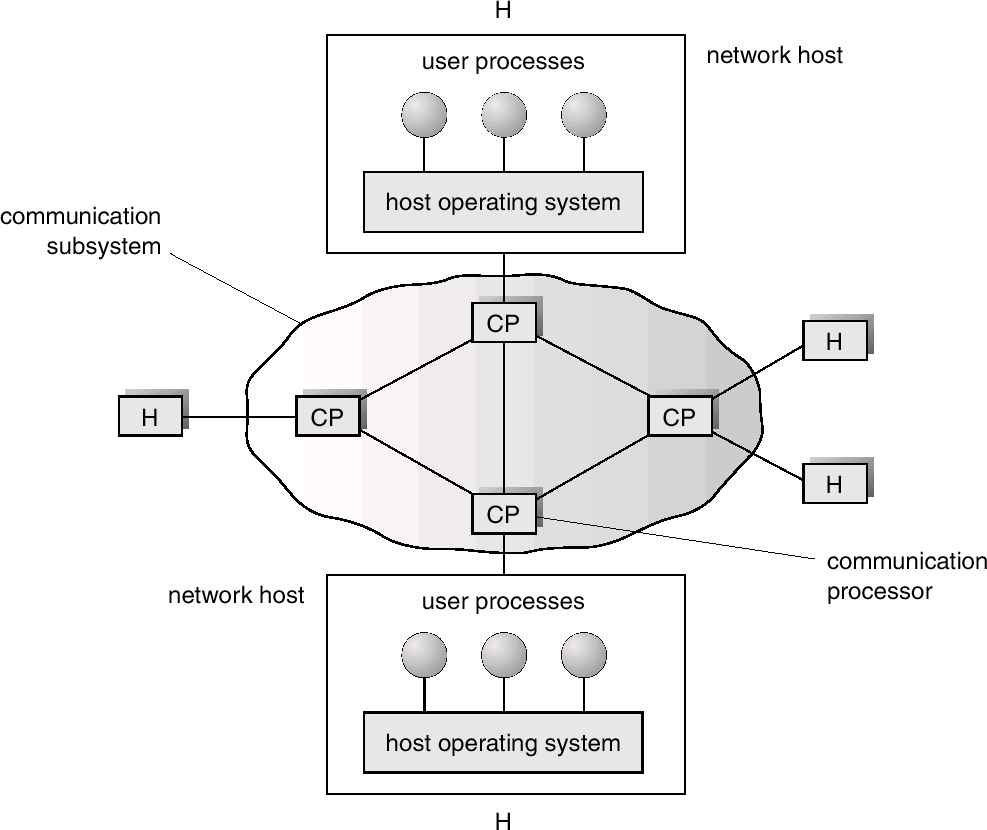 H
user processes
network host
host operating system
communication
subsystem
CP
H
H
CP
CP
H
CP
communication
processor
network host
user processes
host operating system
H